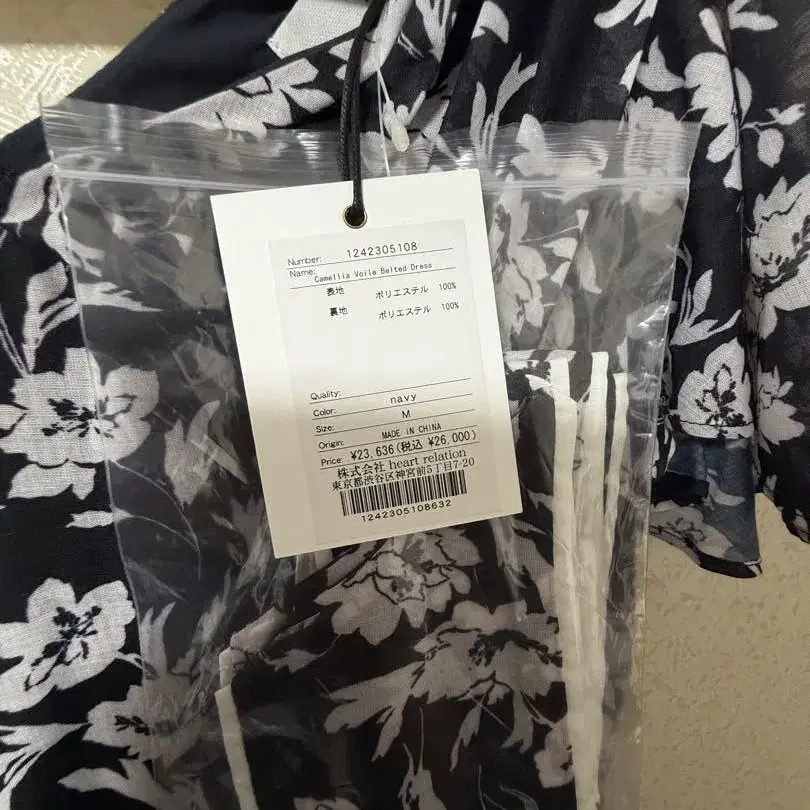 Number: 1242305108
Name: Camellia Voile Belted Dress
表地 ポリエステル 100%
裏地 ポリエステル 100%
Quality:
Color: navy
Size: M
Origin: MADE IN CHINA
Price: ¥23,636(税込 ¥26,000)
株式会社 heart relation
東京都渋谷区神宮前5丁目7-20
1242305108632